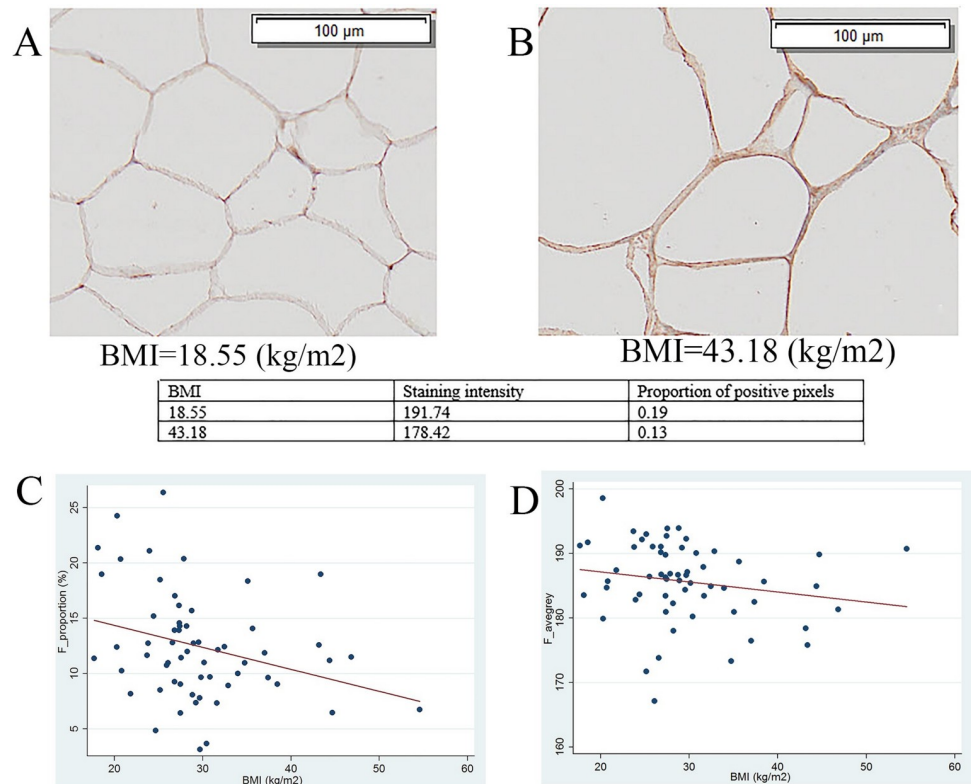 A
100 µm
B
100 µm
BMI=18.55 (kg/m2)
BMI=43.18 (kg/m2)
BMI Staining intensity Proportion of positive pixels
18.55 191.74 0.19
43.18 178.42 0.13
C
F_proportion (%)
25
20
15
10
5
20 30 40 50 60
BMI (kg/m2)
D
F_avegrey
200
190
180
170
160
20 30 40 50 60
BMI (kg/m2)